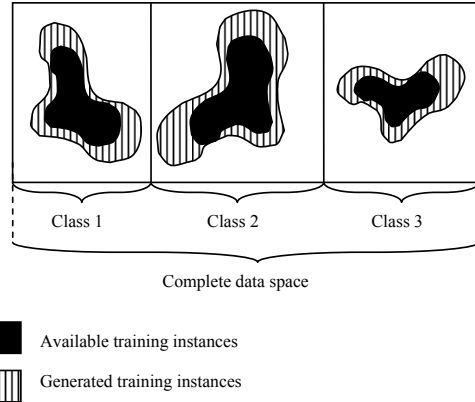 Class 1
Class 2
Class 3
Complete data space
Available training instances
Generated training instances